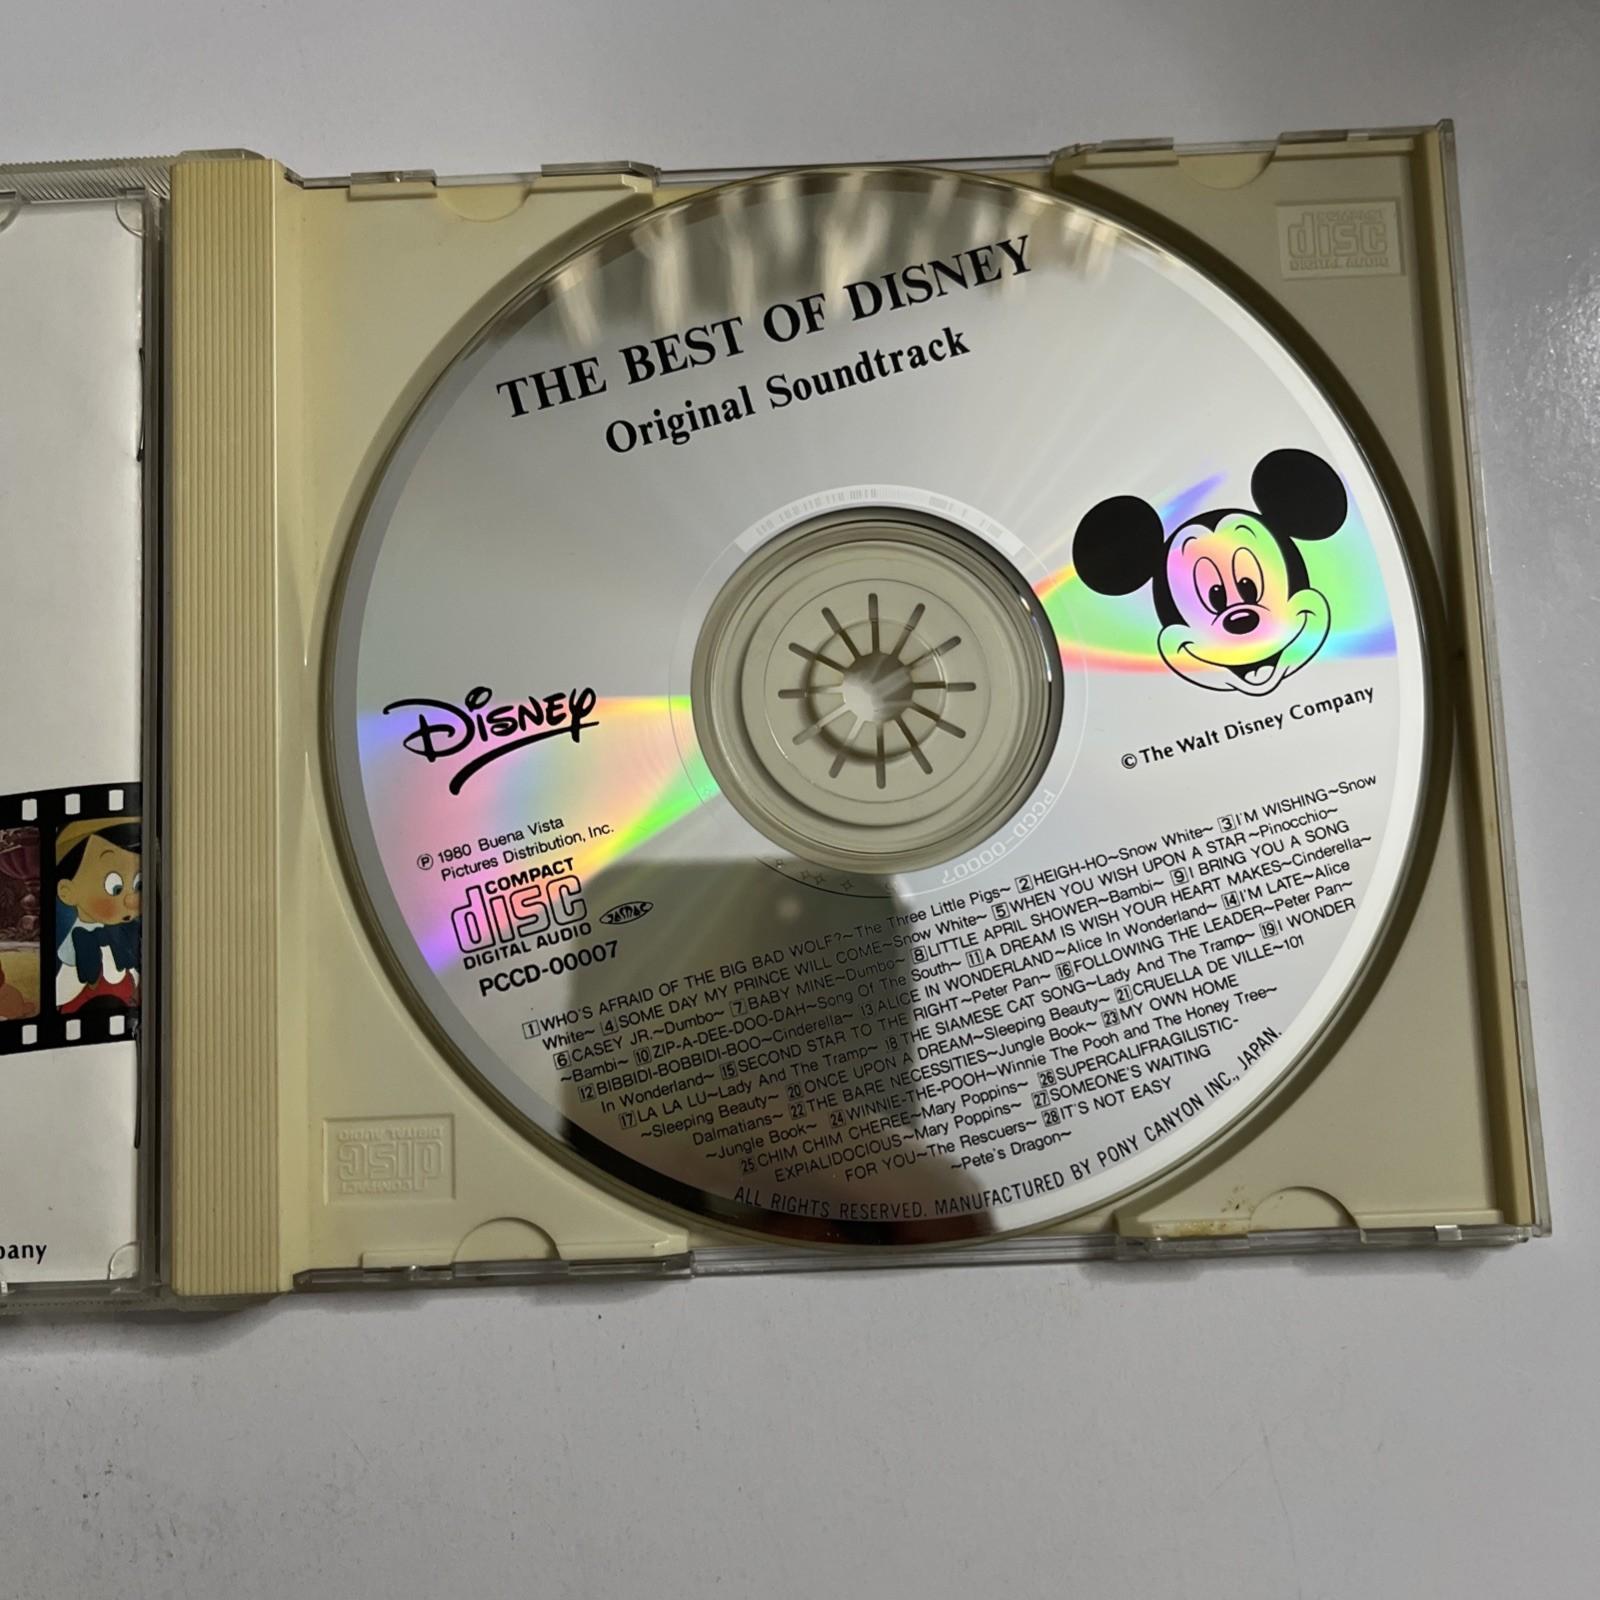 THE BEST OF DISNEY
Original Soundtrack
Disney
© The Walt Disney Company
Ⓟ 1980 Buena Vista
Pictures Distribution, Inc.
COMPACT
disc
DIGITAL AUDIO
JASRAC
PCCD-00007
PCCD-00007
1 WHO'S AFRAID OF THE BIG BAD WOLF?~The Three Little Pigs~ 2 HEIGH-HO~Snow White~ 3 I'M WISHING~Snow
White~ 4 SOME DAY MY PRINCE WILL COME~Snow White~ 5 WHEN YOU WISH UPON A STAR~Pinocchio~
6 CASEY JR.~Dumbo~ 7 BABY MINE~Dumbo~ 8 LITTLE APRIL SHOWER~Bambi~ 9 I BRING YOU A SONG
~Bambi~ 10 ZIP-A-DEE-DOO-DAH~Song Of The South~ 11 A DREAM IS WISH YOUR HEART MAKES~Cinderella~
12 BIBBIDI-BOBBIDI-BOO~Cinderella~ 13 ALICE IN WONDERLAND~Alice In Wonderland~ 14 I'M LATE~Alice
In Wonderland~ 15 SECOND STAR TO THE RIGHT~Peter Pan~ 16 FOLLOWING THE LEADER~Peter Pan~
17 LA LA LU~Lady And The Tramp~ 18 THE SIAMESE CAT SONG~Lady And The Tramp~ 19 I WONDER
~Sleeping Beauty~ 20 ONCE UPON A DREAM~Sleeping Beauty~ 21 CRUELLA DE VILLE~101
Dalmatians~ 22 THE BARE NECESSITIES~Jungle Book~ 23 MY OWN HOME
~Jungle Book~ 24 WINNIE-THE-POOH~Winnie The Pooh and The Honey Tree~
25 CHIM CHIM CHEREE~Mary Poppins~ 26 SUPERCALIFRAGILISTIC-
EXPIALIDOCIOUS~Mary Poppins~ 27 SOMEONE'S WAITING
FOR YOU~The Rescuers~ 28 IT'S NOT EASY
~Pete's Dragon~
ALL RIGHTS RESERVED. MANUFACTURED BY PONY CANYON INC., JAPAN.
disc
COMPACT
disc
DIGITAL AUDIO
pany